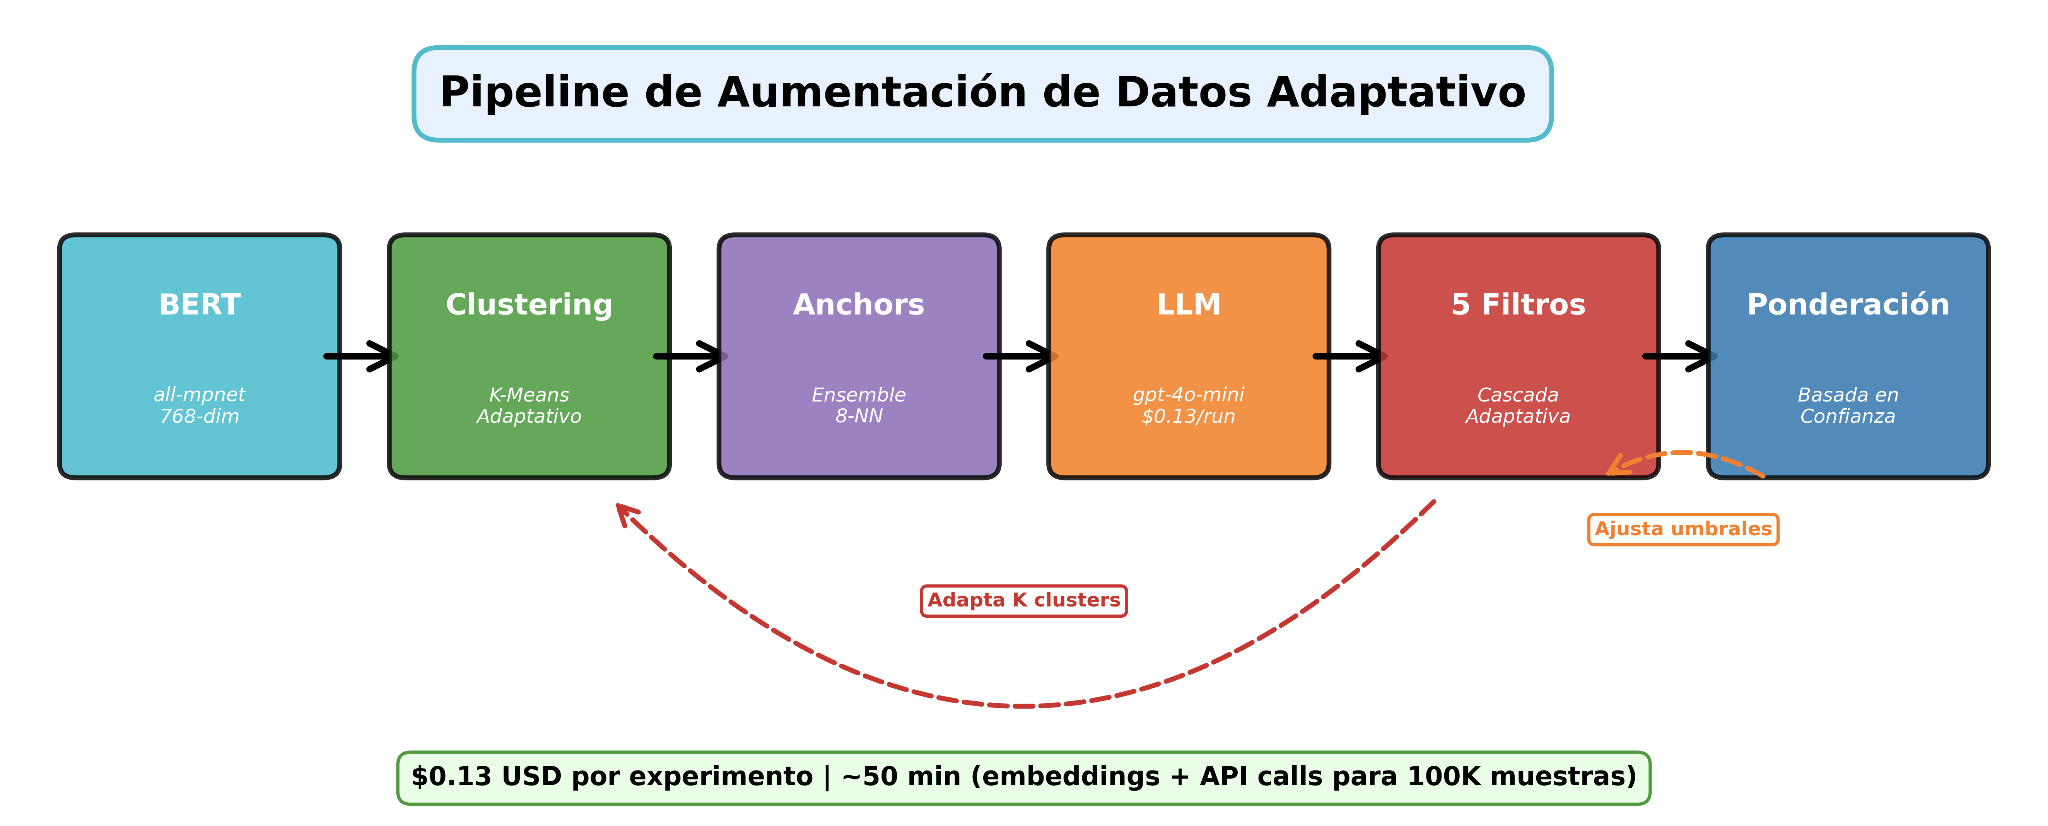 Pipeline de Aumentación de Datos Adaptativo
BERT
all-mpnet
768-dim
Clustering
K-Means
Adaptativo
Anchors
Ensemble
8-NN
LLM
gpt-4o-mini
$0.13/run
5 Filtros
Cascada
Adaptativa
Ponderación
Basada en
Confianza
Ajusta umbrales
Adapta K clusters
$0.13 USD por experimento | ~50 min (embeddings + API calls para 100K muestras)